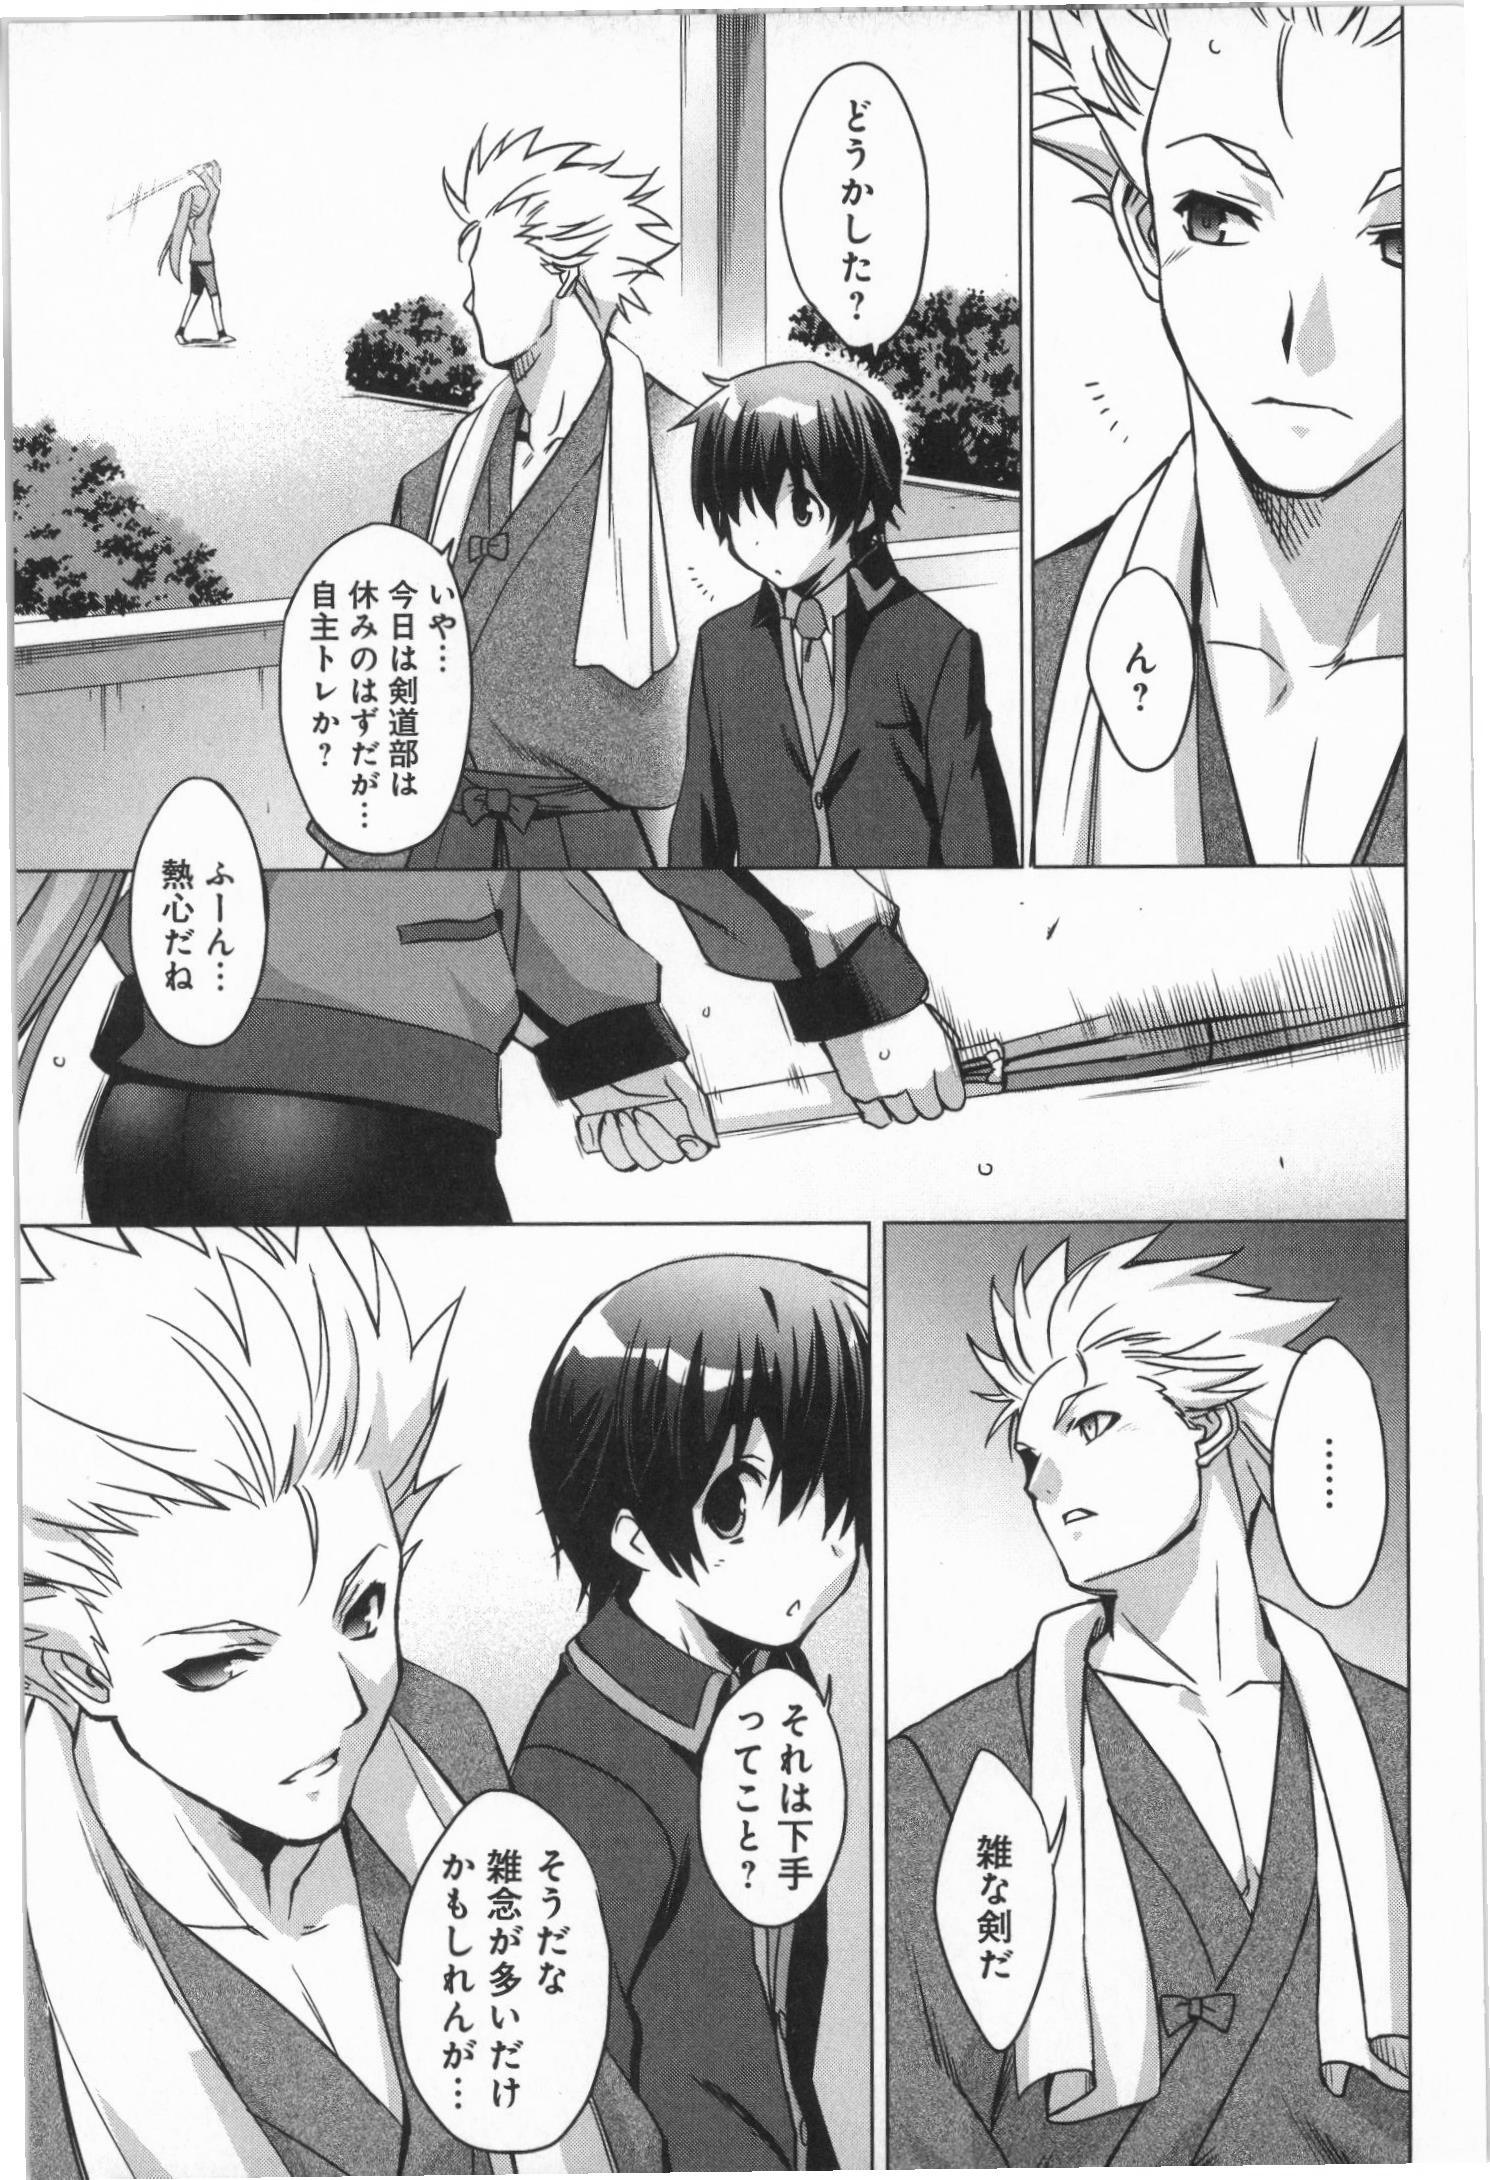 ん?
どうかした?
いや…
今日は剣道部は
休みのはずだが…
自主トレか?
ふーん…
熱心だね
……
雑な剣だ
それは下手
ってこと?
そうだな
雑念が多いだけ
かもしれんが…